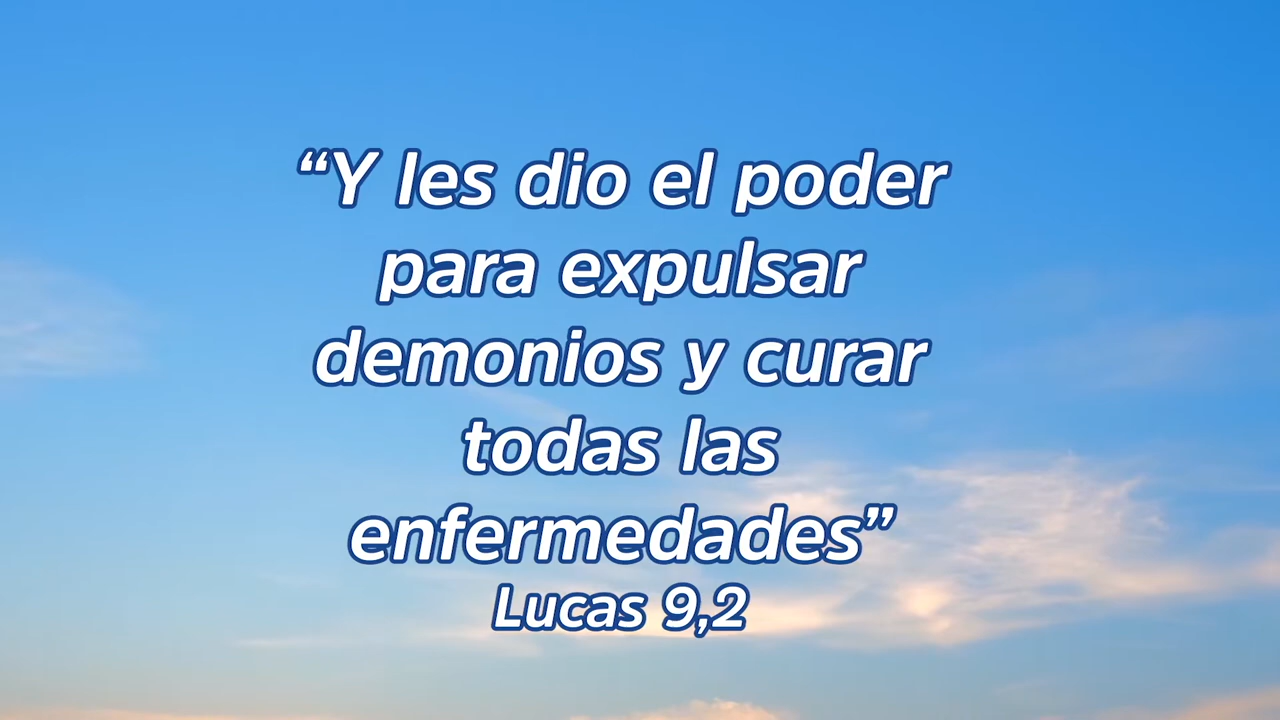 “Y les dio el poder
para expulsar
demonios y curar
todas las
enfermedades”
Lucas 9,2